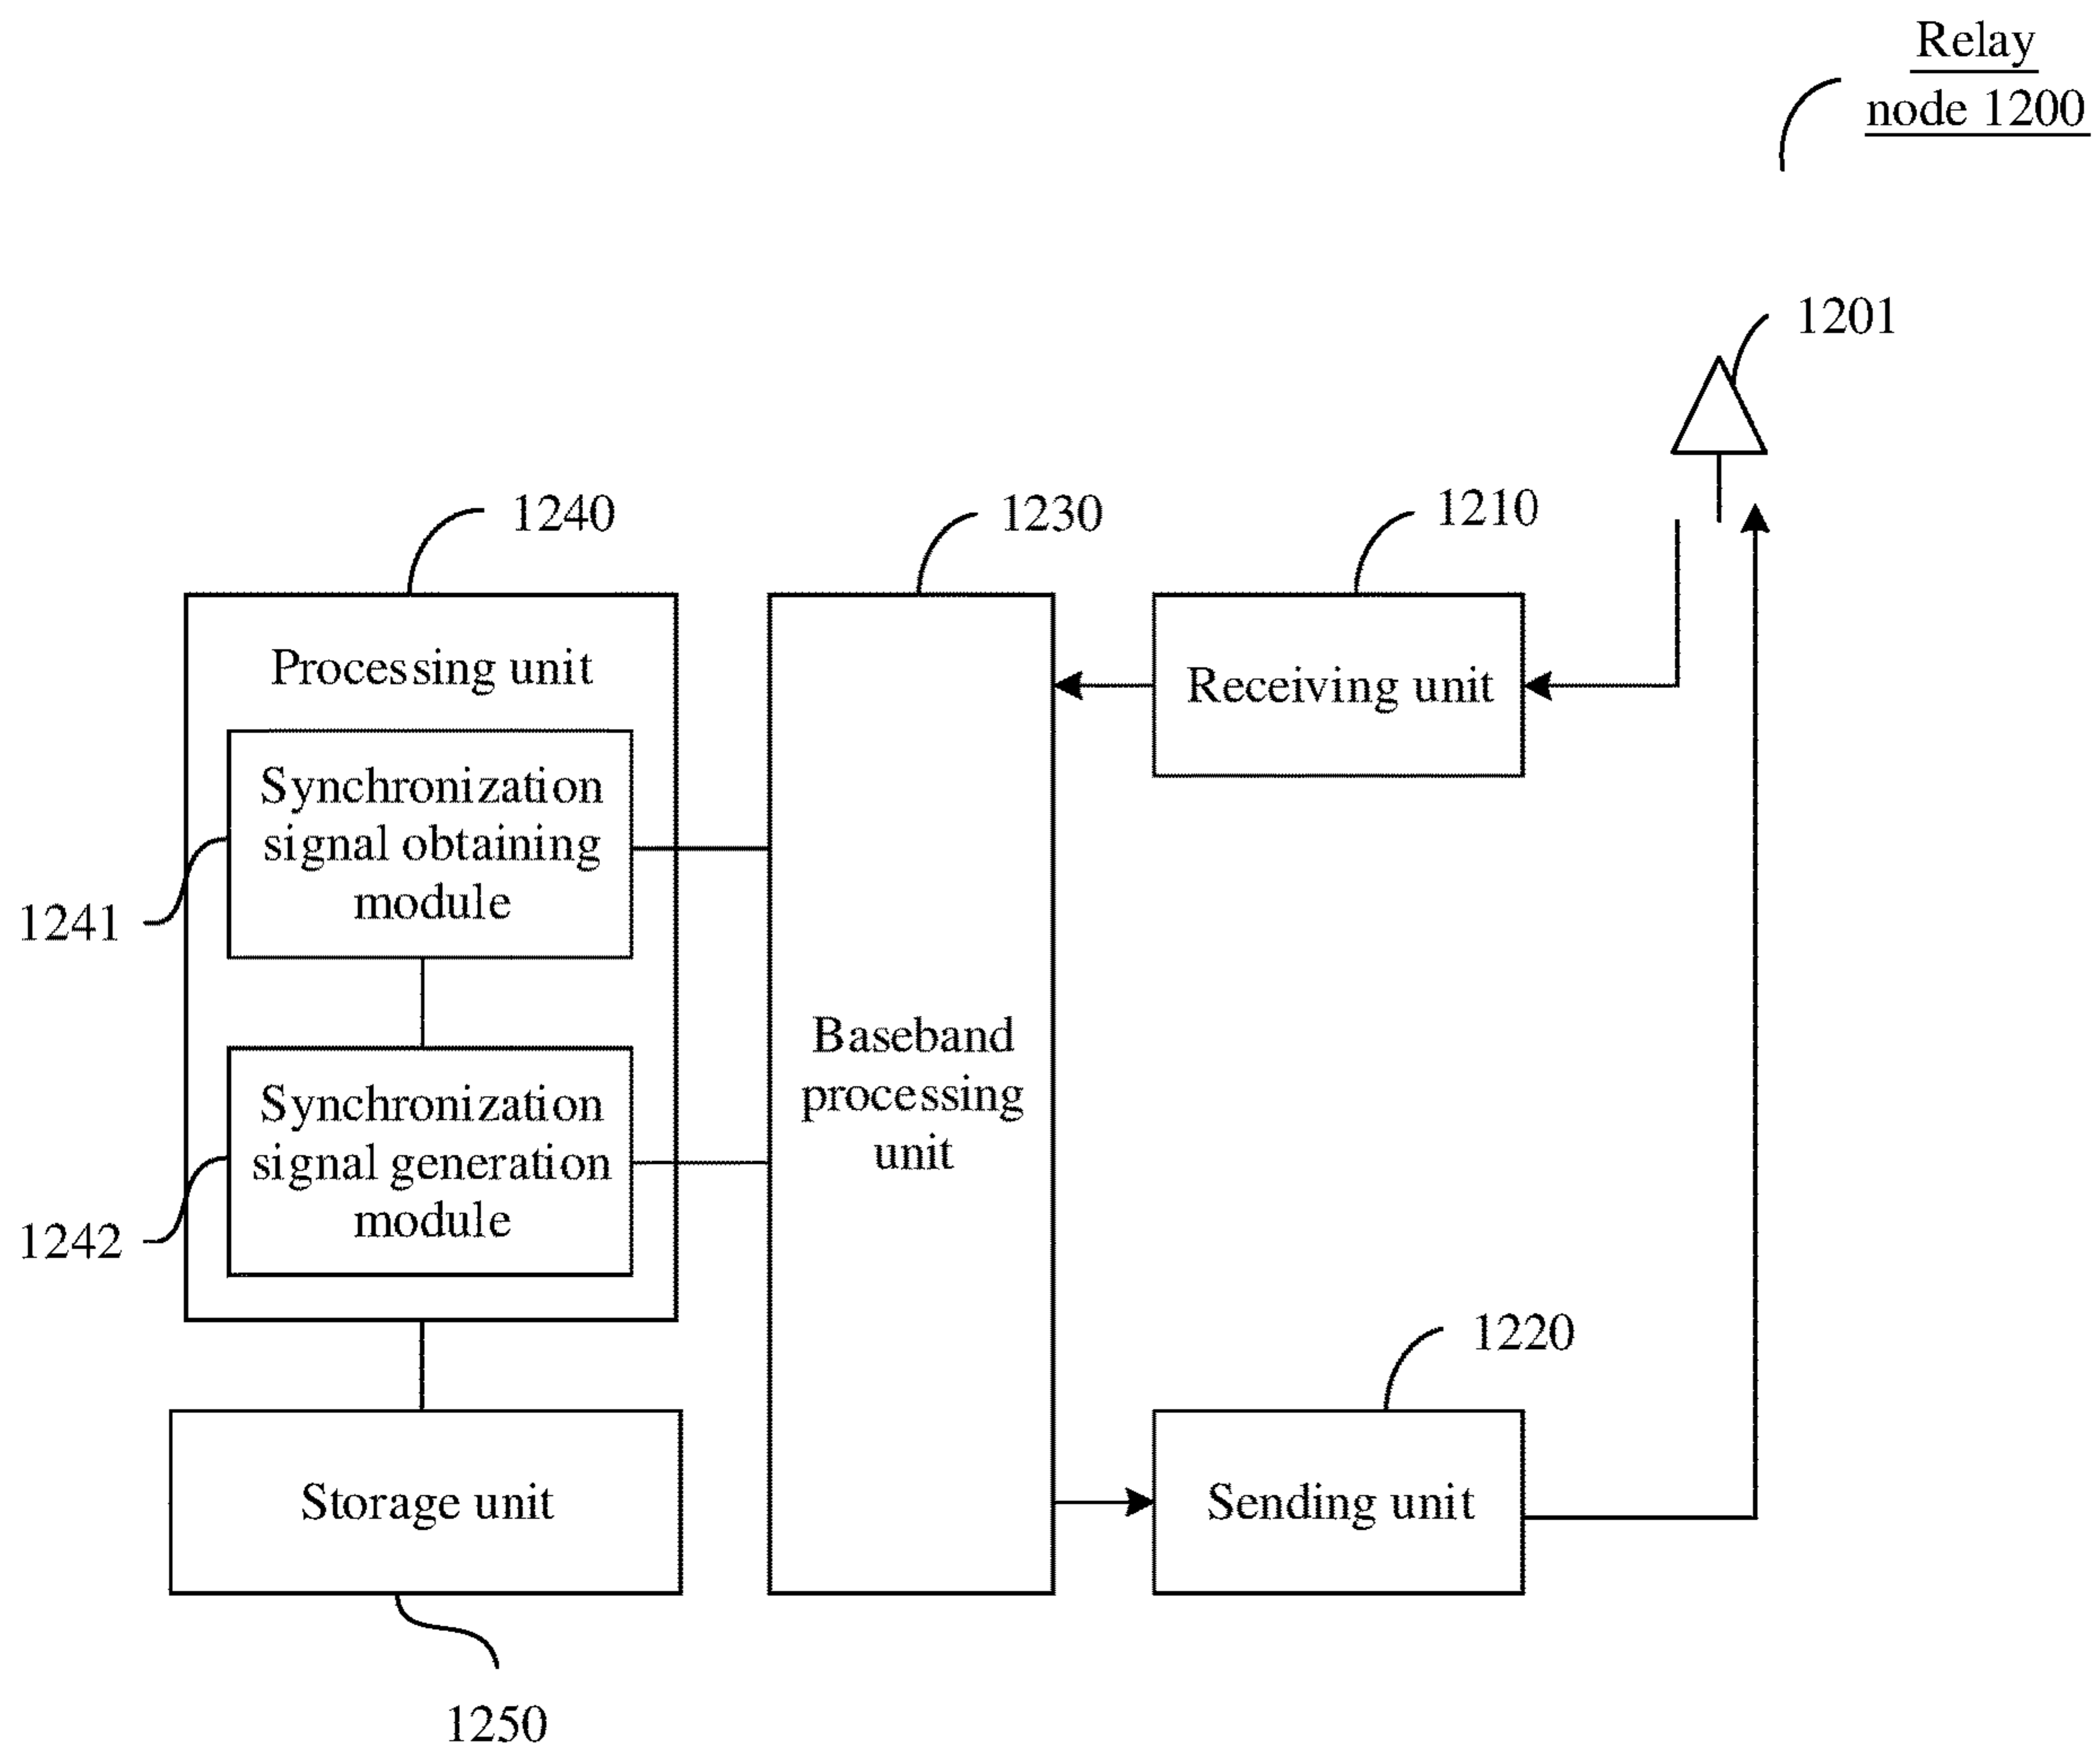 Relay
node 1200
1201
1240
1230
1210
Processing unit
Receiving unit
Synchronization
signal obtaining
module
1241
Baseband
processing
unit
Synchronization
signal generation
module
1242
1220
Storage unit
Sending unit
1250